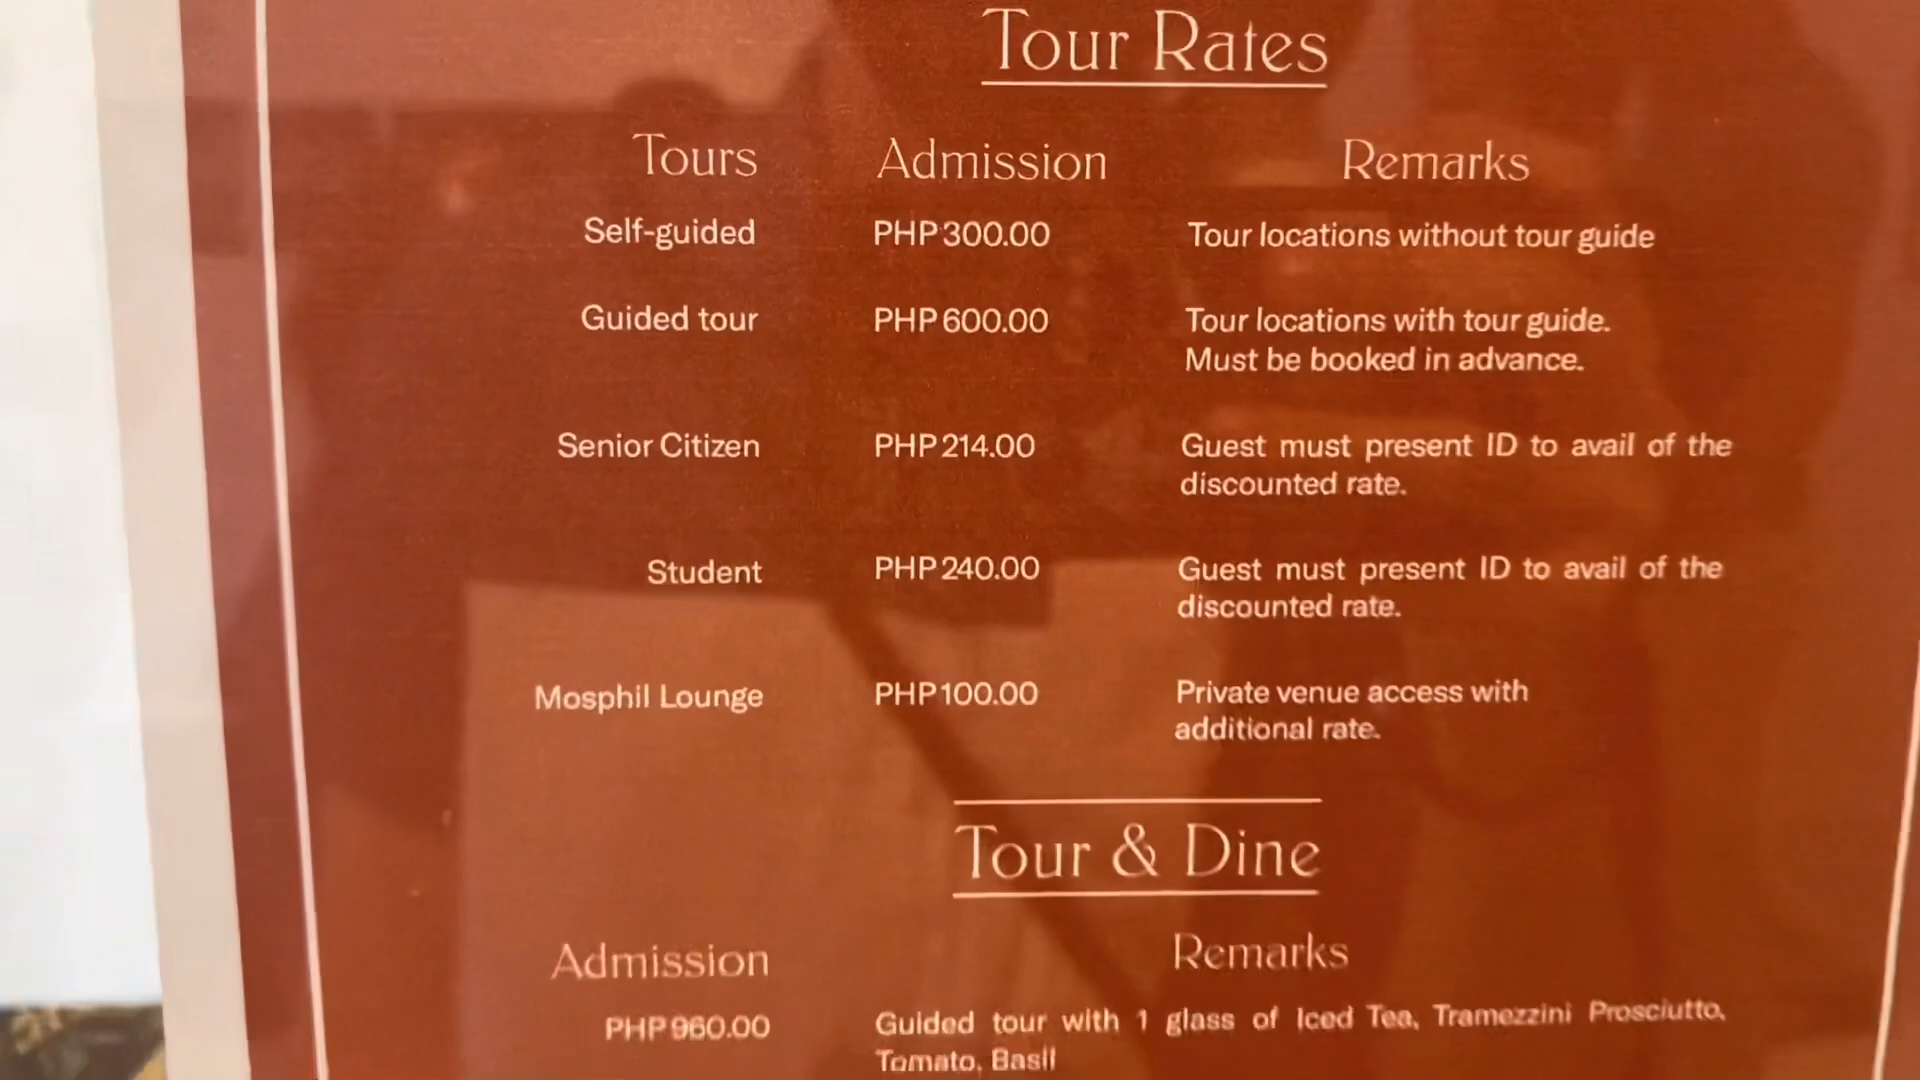 Tour Rates
Tours Admission Remarks
Self-guided PHP 300.00 Tour locations without tour guide
Guided tour PHP 600.00 Tour locations with tour guide.
Must be booked in advance.
Senior Citizen PHP 214.00 Guest must present ID to avail of the
discounted rate.
Student PHP 240.00 Guest must present ID to avail of the
discounted rate.
Mosphil Lounge PHP 100.00 Private venue access with
additional rate.
Tour & Dine
Admission Remarks
PHP 960.00 Guided tour with 1 glass of Iced Tea, Tramezzini Prosciutto,
Tomato, Basil